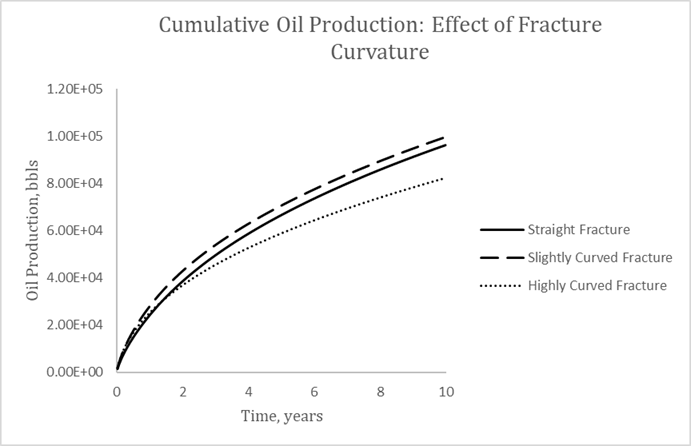 Cumulative Oil Production: Effect of Fracture
Curvature
Oil Production, bbls
1.20E+05
1.00E+05
8.00E+04
6.00E+04
4.00E+04
2.00E+04
0.00E+00
0 2 4 6 8 10
Time, years
Straight Fracture
Slightly Curved Fracture
Highly Curved Fracture